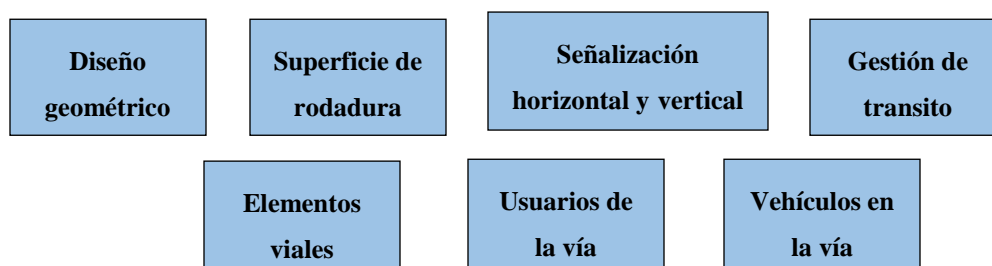 Diseño
geométrico
Superficie de
rodadura
Señalización
horizontal y vertical
Gestión de
transito
Elementos
viales
Usuarios de
la vía
Vehículos en
la vía